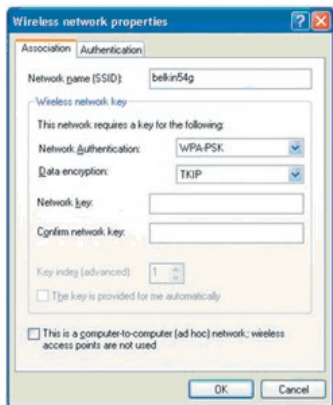 Wireless network properties
Association Authentication
Network name (SSID): belkin54g
Wireless network key
This network requires a key for the following:
Network Authentication: WPA-PSK
Data encryption: TKIP
Network key:
Confirm network key:
Key index (advanced): 1
The key is provided for me automatically
This is a computer-to-computer (ad hoc) network; wireless
access points are not used
OK Cancel